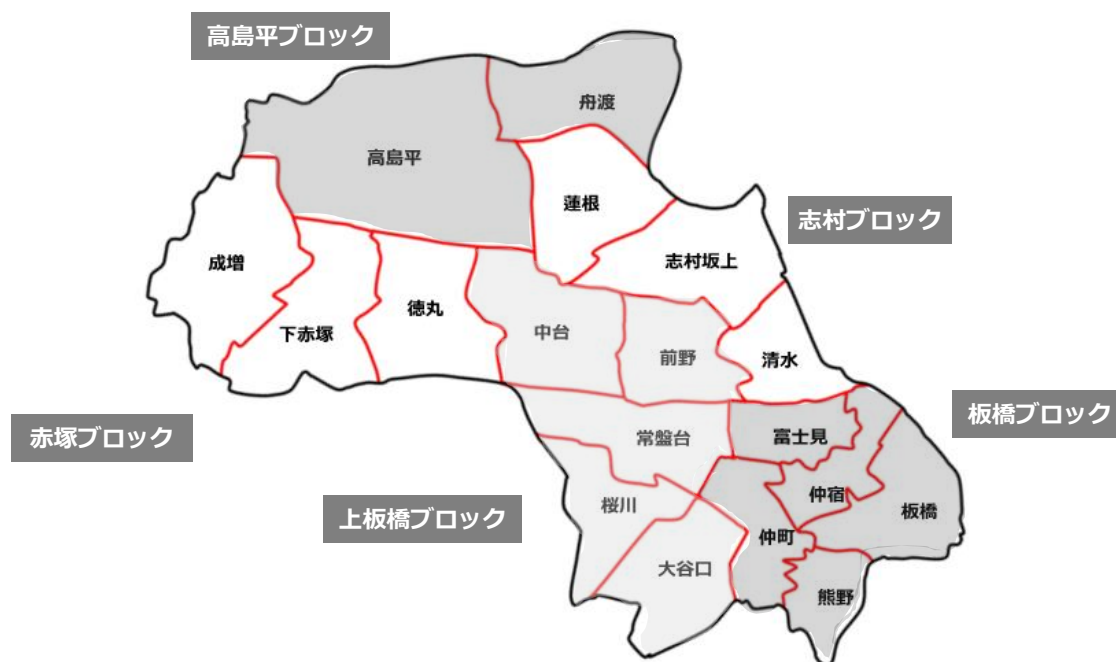 高島平ブロック
舟渡
高島平
蓮根
志村ブロック
成増
志村坂上
徳丸
下赤塚
中台
前野
清水
板橋ブロック
赤塚ブロック
常盤台
富士見
仲宿
桜川
板橋
上板橋ブロック
仲町
大谷口
熊野